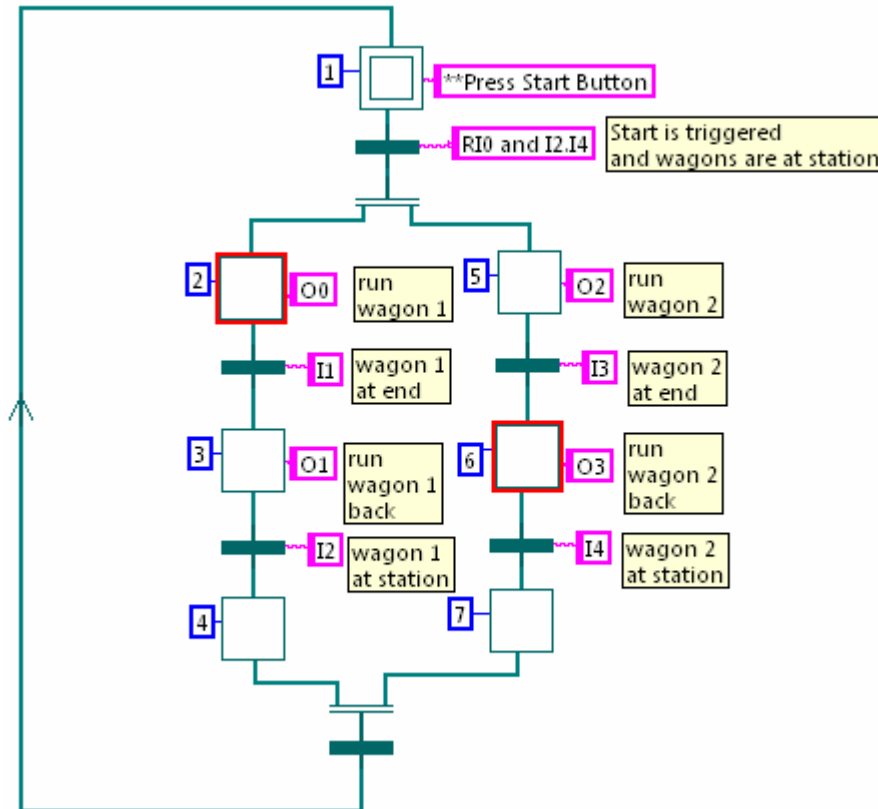 1
**Press Start Button
RI0 and I2.I4
Start is triggered
and wagons are at station
2
O0
run
wagon 1
5
O2
run
wagon 2
I1
wagon 1
at end
I3
wagon 2
at end
3
O1
run
wagon 1
back
6
O3
run
wagon 2
back
I2
wagon 1
at station
I4
wagon 2
at station
4
7